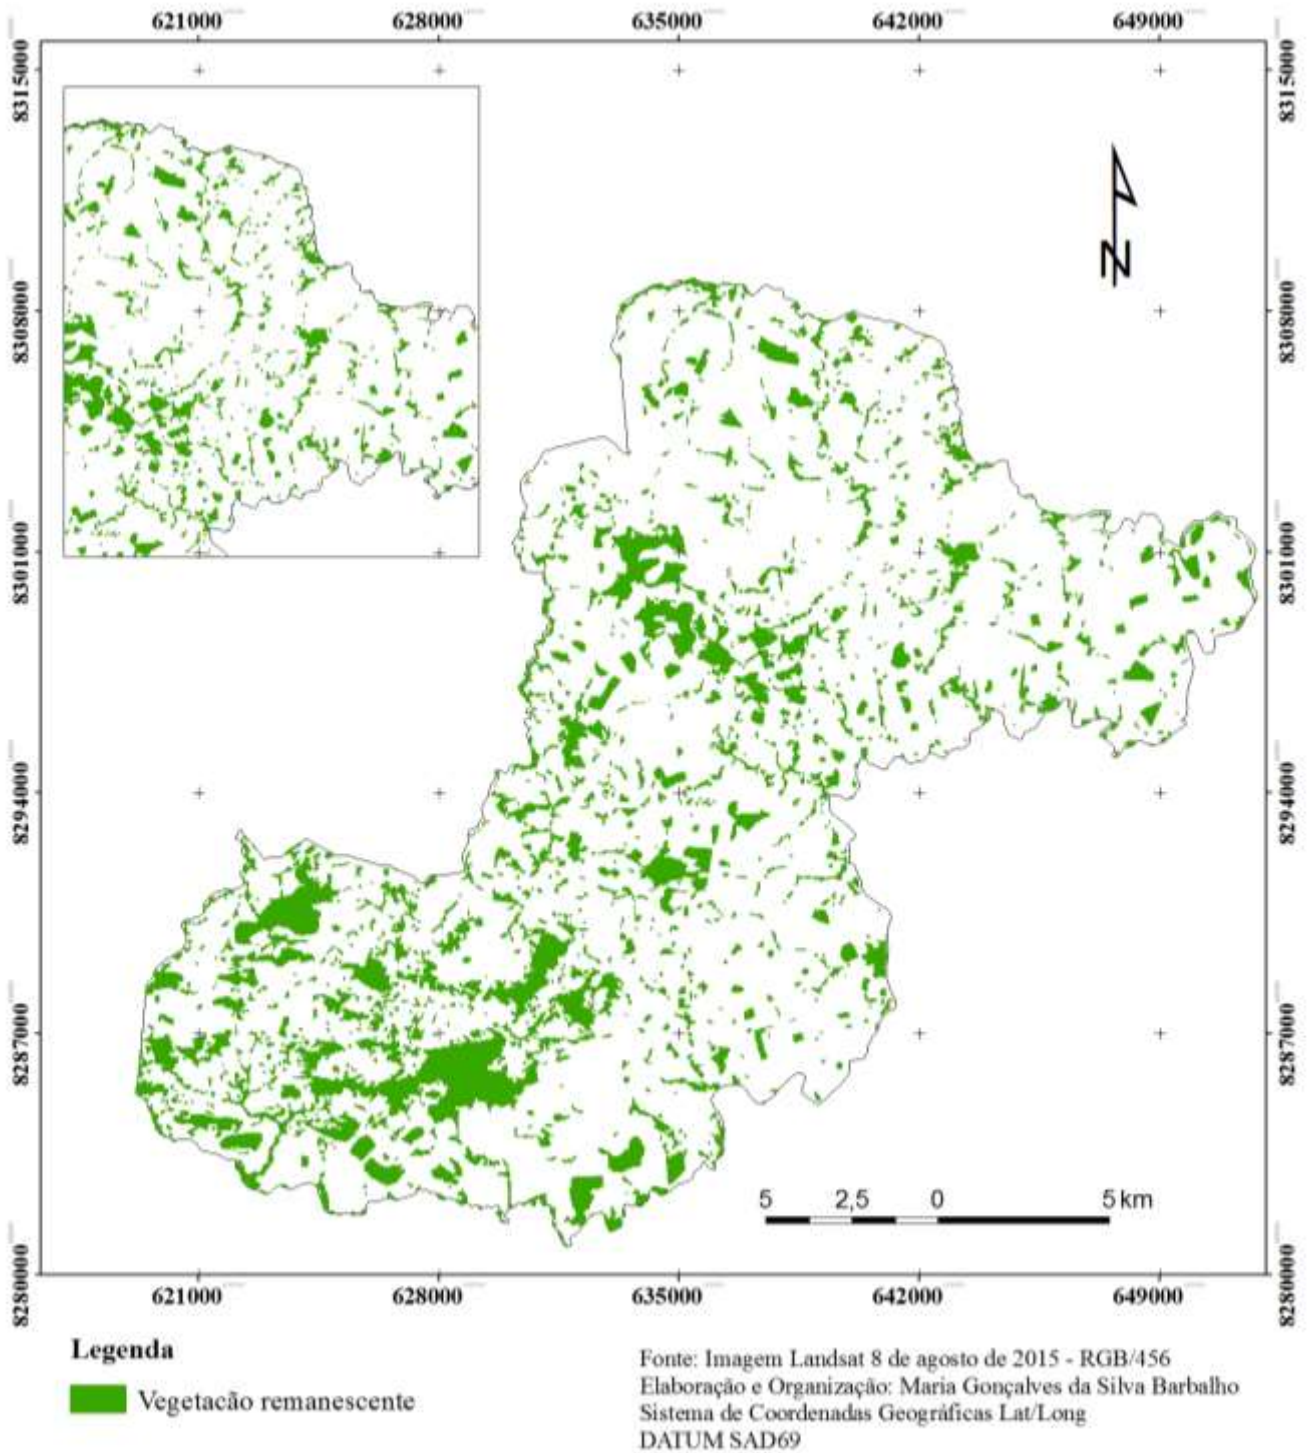 621000 628000 635000 642000 649000
8315000 8315000
N
8308000 8308000
8301000 8301000
8294000 8294000
8287000 8287000
5 2,5 0 5 km
8280000 8280000
621000 628000 635000 642000 649000
Legenda
Vegetacão remanescente
Fonte: Imagem Landsat 8 de agosto de 2015 - RGB/456
Elaboração e Organização: Maria Gonçalves da Silva Barbalho
Sistema de Coordenadas Geográficas Lat/Long
DATUM SAD69